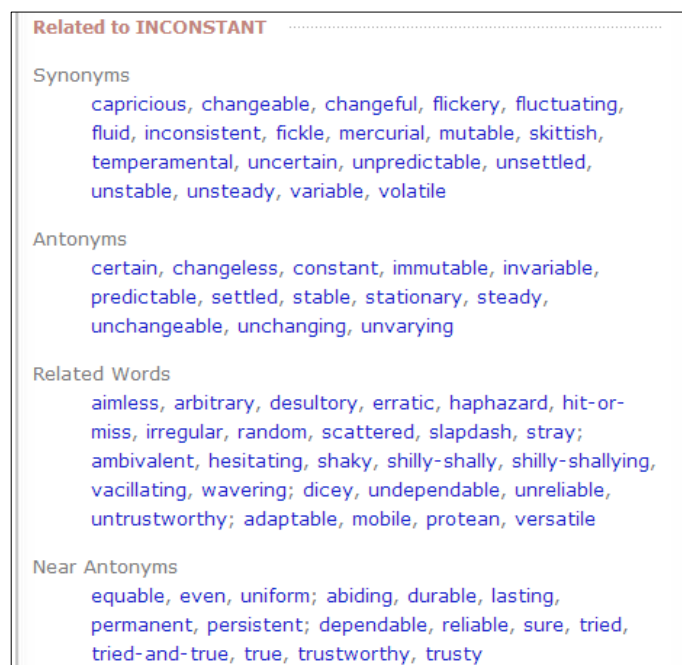 Related to INCONSTANT
Synonyms
capricious, changeable, changeful, flickery, fluctuating,
fluid, inconsistent, fickle, mercurial, mutable, skittish,
temperamental, uncertain, unpredictable, unsettled,
unstable, unsteady, variable, volatile
Antonyms
certain, changeless, constant, immutable, invariable,
predictable, settled, stable, stationary, steady,
unchangeable, unchanging, unvarying
Related Words
aimless, arbitrary, desultory, erratic, haphazard, hit-or-
miss, irregular, random, scattered, slapdash, stray;
ambivalent, hesitating, shaky, shilly-shally, shilly-shallying,
vacillating, wavering; dicey, undependable, unreliable,
untrustworthy; adaptable, mobile, protean, versatile
Near Antonyms
equable, even, uniform; abiding, durable, lasting,
permanent, persistent; dependable, reliable, sure, tried,
tried-and-true, true, trustworthy, trusty